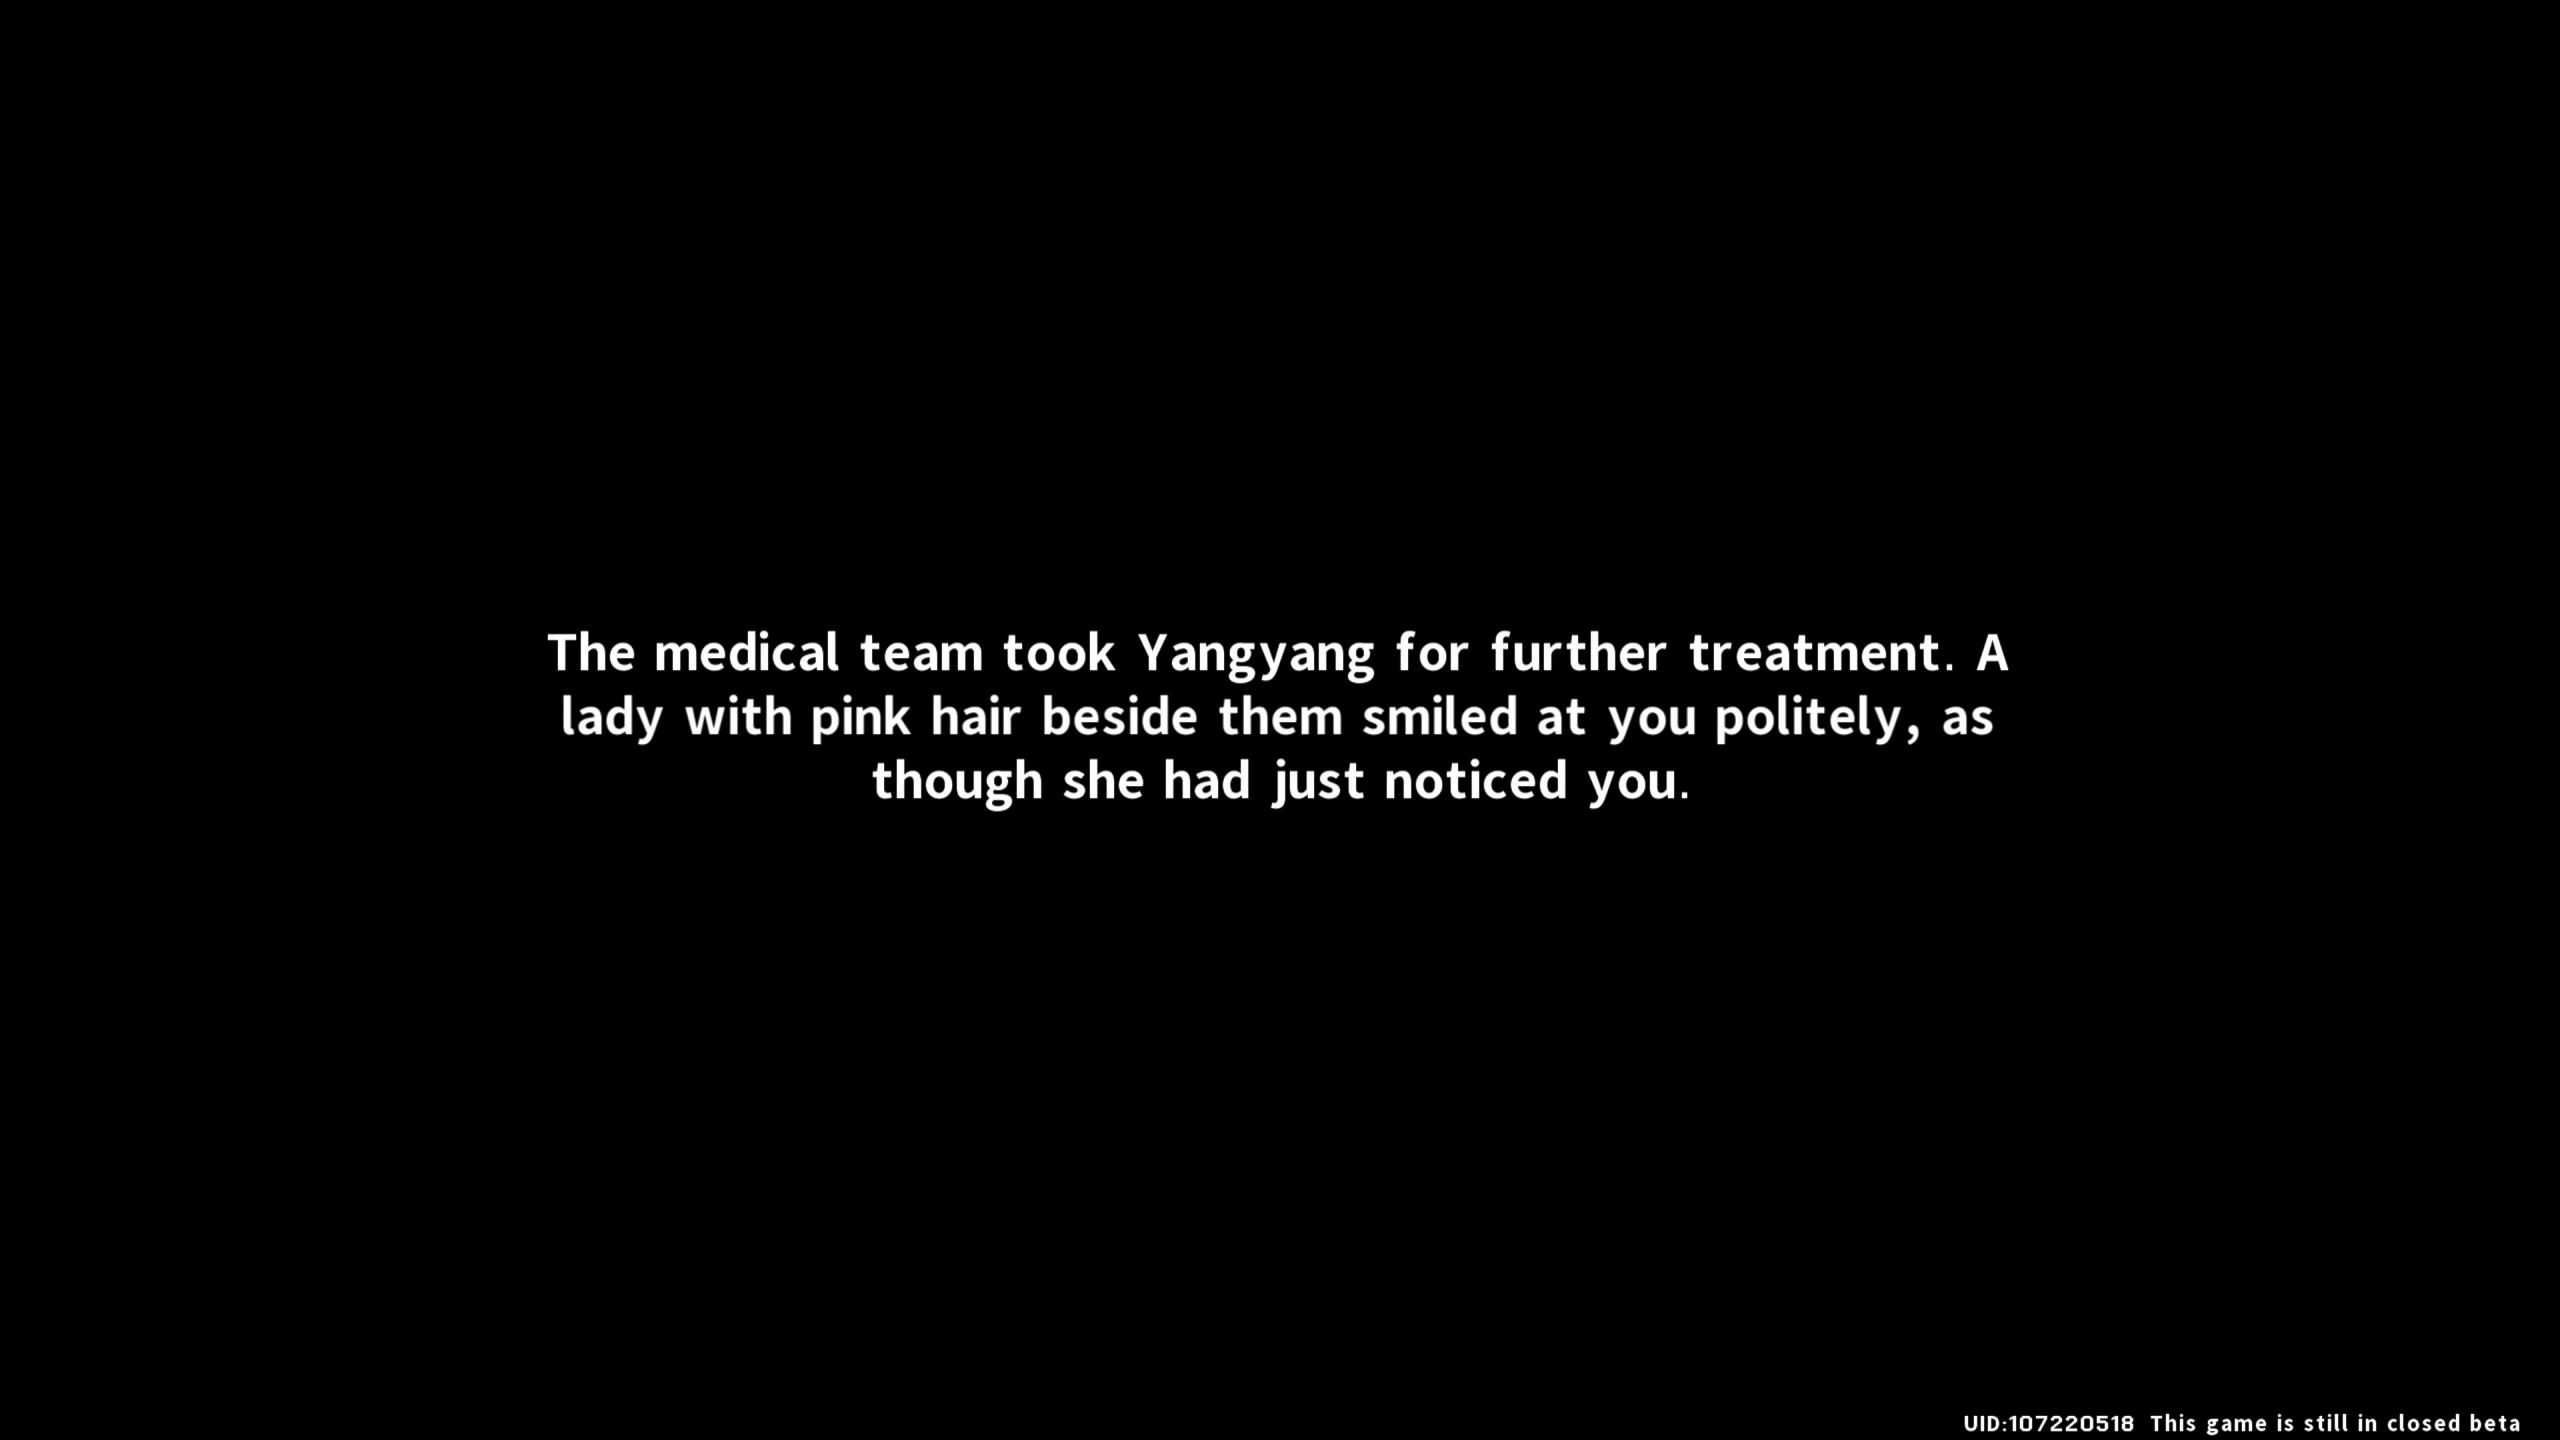 The medical team took Yangyang for further treatment. A
lady with pink hair beside them smiled at you politely, as
though she had just noticed you.
UID:107220518 This game is still in closed beta